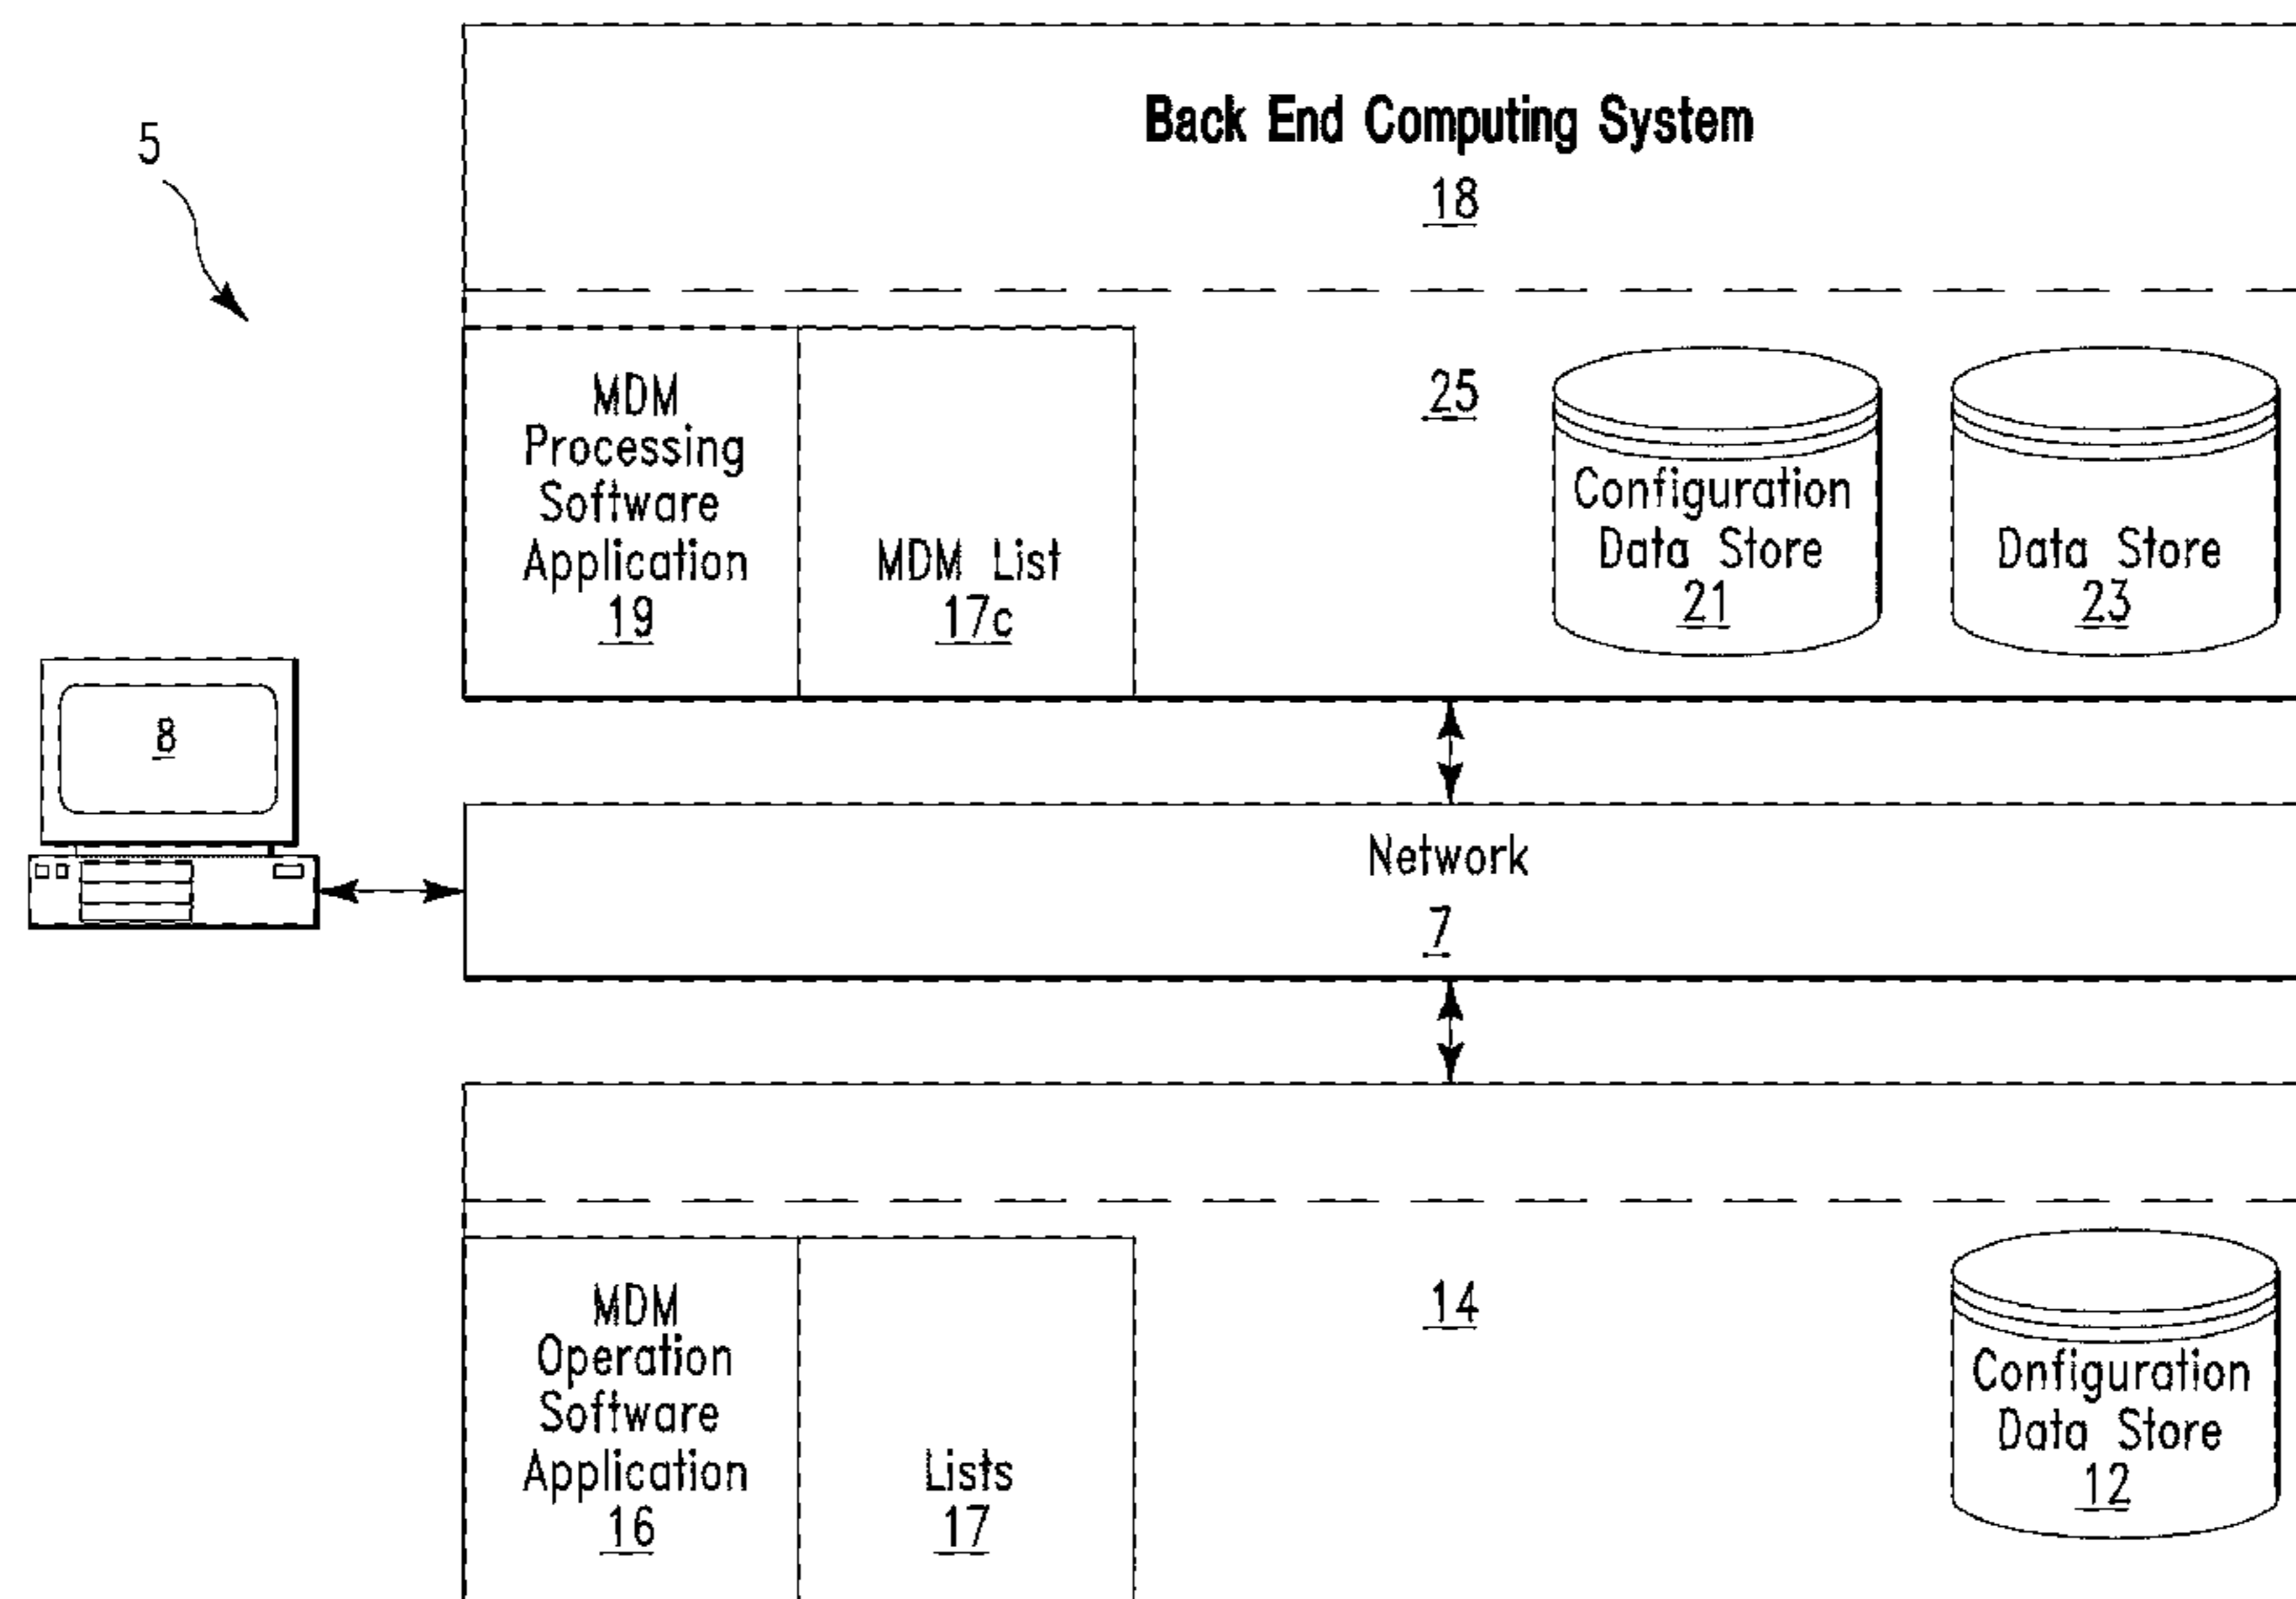 5
Back End Computing System
18
MDM
Processing
Software
Application
19
MDM List
17c
25
Configuration
Data Store
21
Data Store
23
8
Network
7
MDM
Operation
Software
Application
16
Lists
17
14
Configuration
Data Store
12